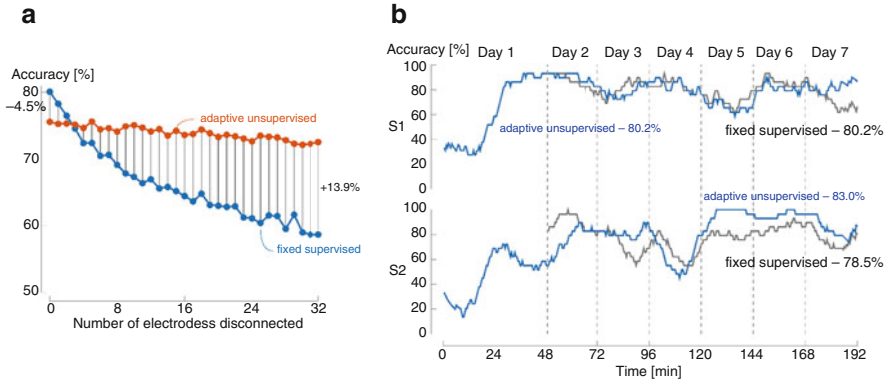 a
Accuracy [%]
80
–4.5%
adaptive unsupervised
70
+13.9%
60
fixed supervised
50
0 8 16 24 32
Number of electrodess disconnected
b
Accuracy [%] Day 1 Day 2 Day 3 Day 4 Day 5 Day 6 Day 7
100
80
60
S1
adaptive unsupervised – 80.2%
fixed supervised – 80.2%
40
20
0
adaptive unsupervised – 83.0%
100
80
60
fixed supervised – 78.5%
S2
40
20
0
0 24 48 72 96 120 144 168 192
Time [min]